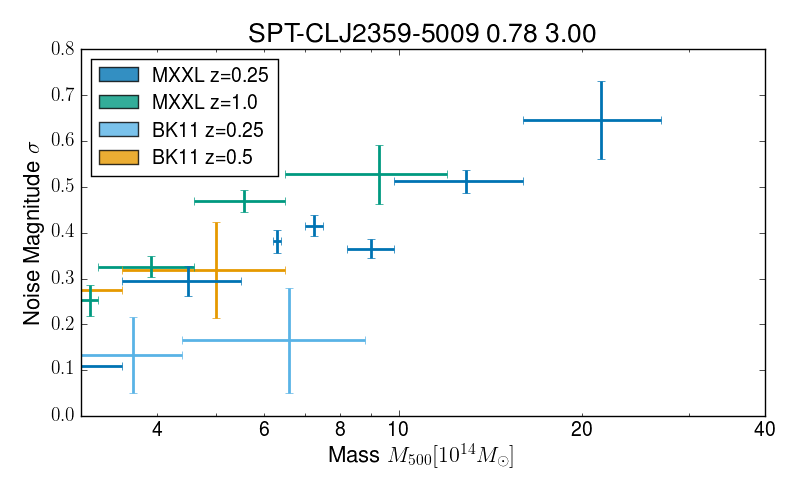 SPT-CLJ2359-5009 0.78 3.00
0.8
0.7
0.6
0.5
0.4
0.3
0.2
0.1
0.0
Noise Magnitude σ
MXXL z=0.25
MXXL z=1.0
BK11 z=0.25
BK11 z=0.5
4 6 8 10 20 40
Mass M₅₀₀[10¹⁴M☉]